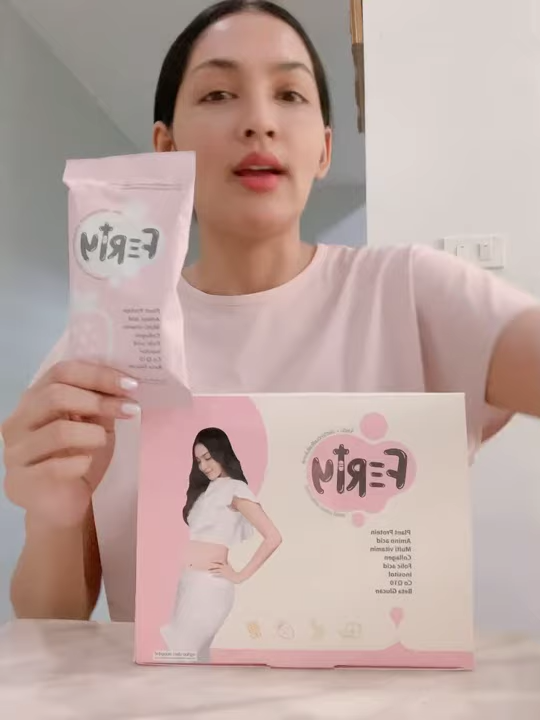 FERTY
Plant Protein
Amino acid
Multi vitamin
Collagen
Folic acid
Inositol
Co Q10
Beta Glucan
FERTY
Plant Protein
Amino acid
Multi vitamin
Collagen
Folic acid
Inositol
Co Q10
Beta Glucan